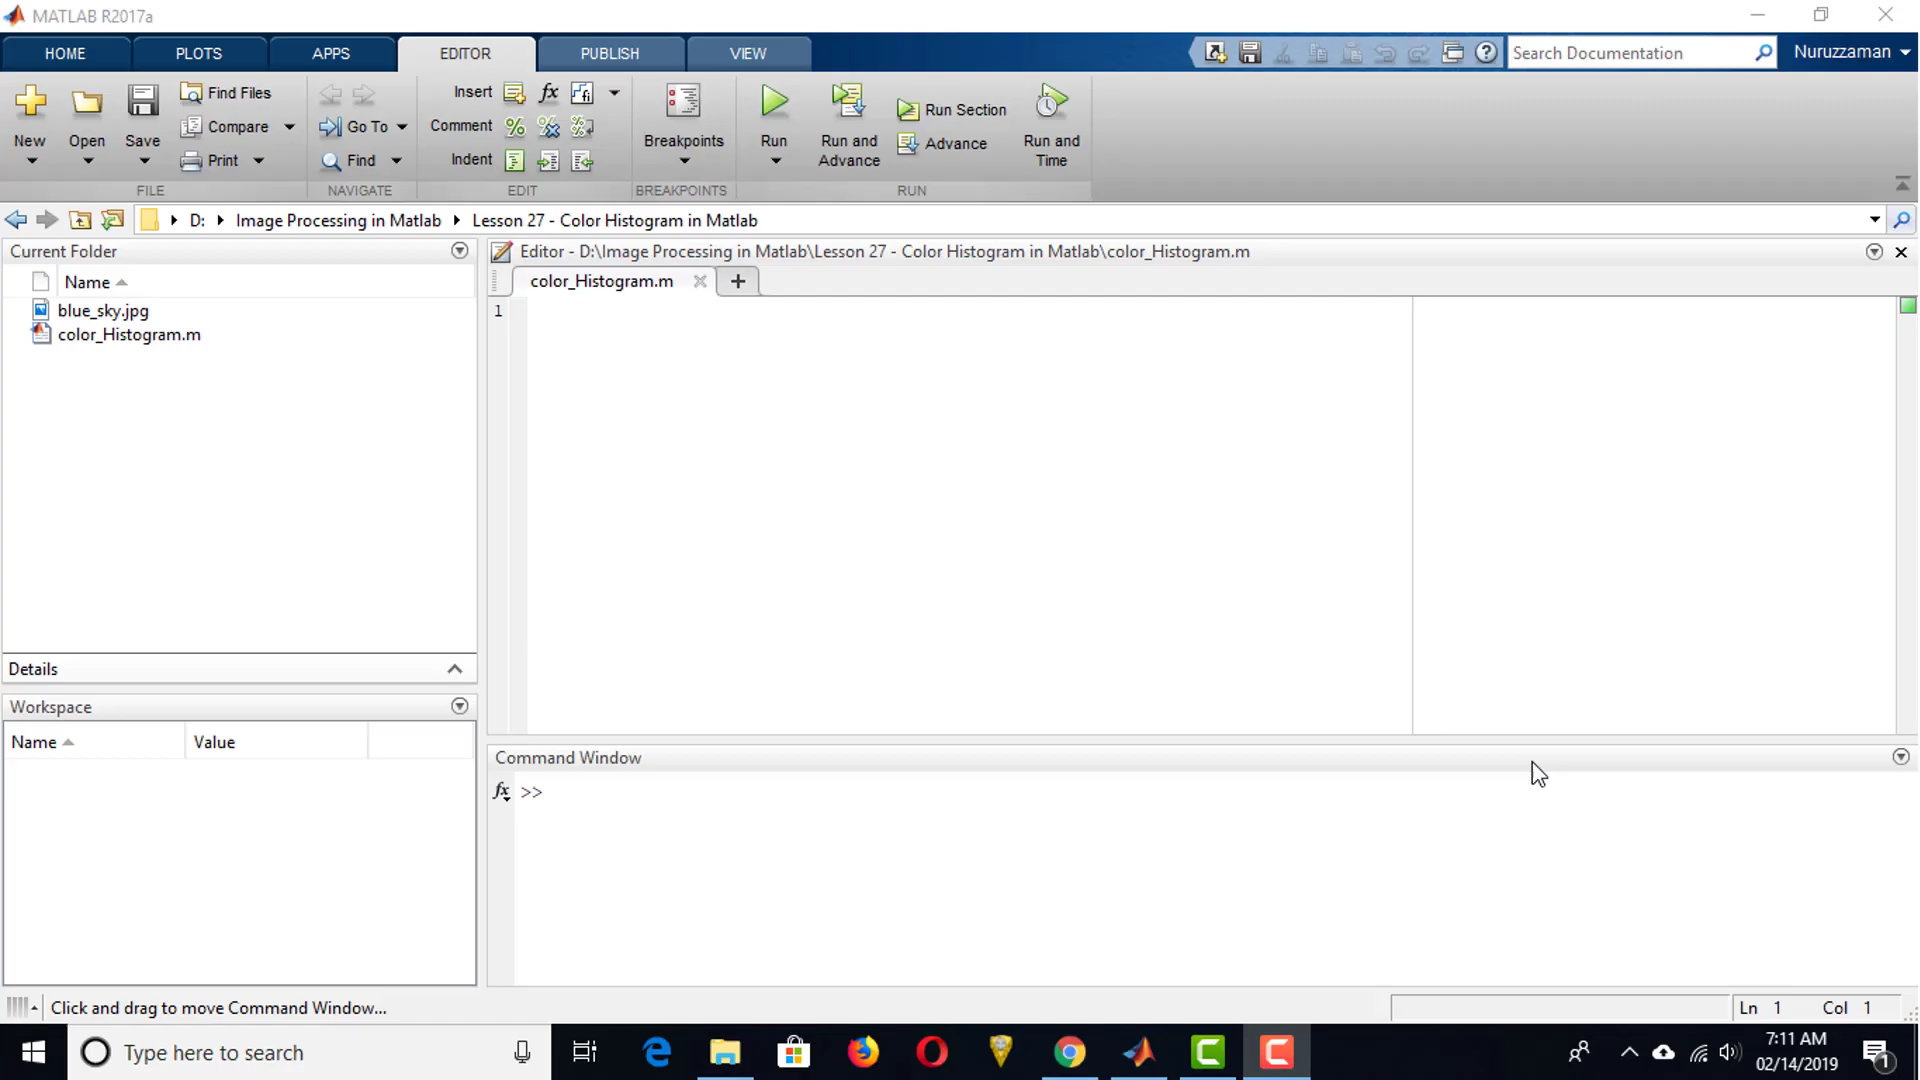 MATLAB R2017a
HOME PLOTS APPS EDITOR PUBLISH VIEW Search Documentation Nuruzzaman
New Open Save Find Files Compare Print
Go To Find
Insert Comment Indent
Breakpoints
Run Run and Advance Run Section Advance Run and Time
FILE NAVIGATE EDIT BREAKPOINTS RUN
D: Image Processing in Matlab Lesson 27 - Color Histogram in Matlab
Current Folder
Name
blue_sky.jpg
color_Histogram.m
Details
Workspace
Name Value
Editor - D:\Image Processing in Matlab\Lesson 27 - Color Histogram in Matlab\color_Histogram.m
color_Histogram.m
1
Command Window
fx >>
Click and drag to move Command Window...
Ln 1 Col 1
Type here to search
7:11 AM
02/14/2019
1